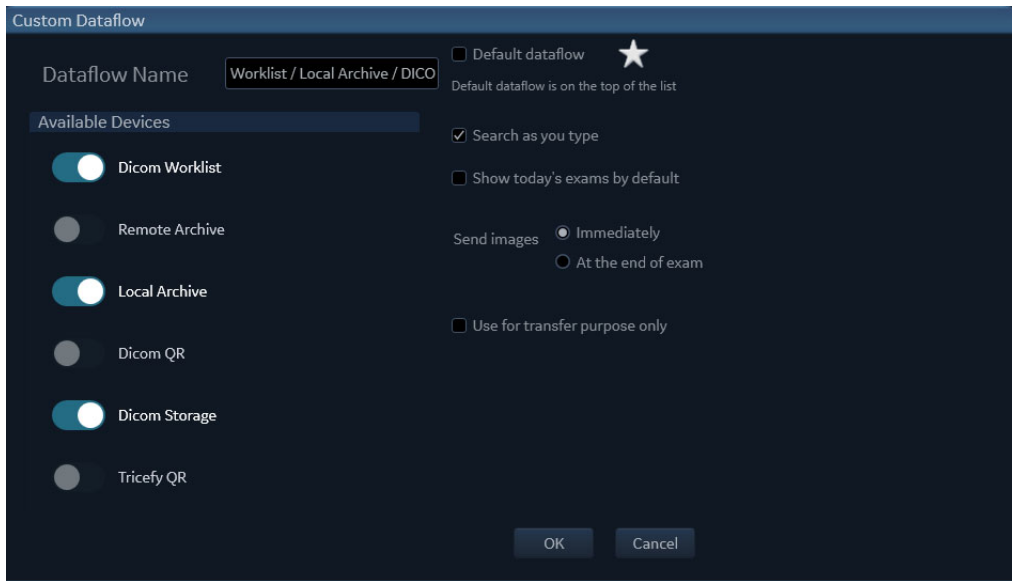 Custom Dataflow
Dataflow Name
Worklist / Local Archive / DICO
Default dataflow
Default dataflow is on the top of the list
Available Devices
Search as you type
Dicom Worklist
Show today's exams by default
Remote Archive
Send images
Immediately
At the end of exam
Local Archive
Use for transfer purpose only
Dicom QR
Dicom Storage
Tricefy QR
OK
Cancel